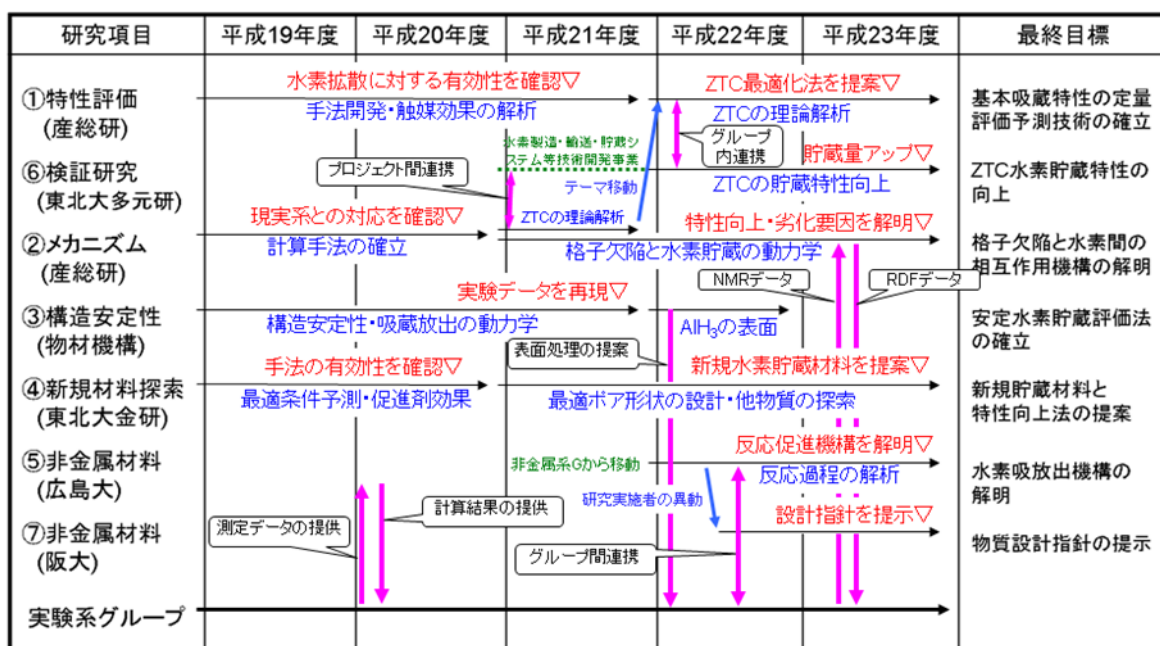 研究項目 平成19年度 平成20年度 平成21年度 平成22年度 平成23年度 最終目標
水素拡散に対する有効性を確認▽ ZTC最適化法を提案▽
①特性評価
(産総研)
手法開発・触媒効果の解析
ZTCの理論解析
基本吸蔵特性の定量
評価予測技術の確立
グループ
内連携
水素製造・輸送・貯蔵シ
ステム等技術開発事業
貯蔵量アップ▽
⑥検証研究
(東北大多元研)
プロジェクト間連携
テーマ移動
ZTCの貯蔵特性向上
ZTC水素貯蔵特性の
向上
現実系との対応を確認▽
ZTCの理論解析
特性向上・劣化要因を解明▽
②メカニズム
(産総研)
計算手法の確立
格子欠陥と水素貯蔵の動力学
格子欠陥と水素間の
相互作用機構の解明
NMRデータ
RDFデータ
実験データを再現▽
③構造安定性
(物材機構)
構造安定性・吸蔵放出の動力学
AlH₃の表面
安定水素貯蔵評価法
の確立
表面処理の提案
手法の有効性を確認▽
新規水素貯蔵材料を提案▽
④新規材料探索
(東北大金研)
最適条件予測・促進剤効果
最適ポア形状の設計・他物質の探索
新規貯蔵材料と
特性向上法の提案
反応促進機構を解明▽
⑤非金属材料
(広島大)
非金属系Gから移動
反応過程の解析
水素吸放出機構の
解明
計算結果の提供
研究実施者の異動
設計指針を提示▽
⑦非金属材料
(阪大)
測定データの提供
グループ間連携
物質設計指針の提示
実験系グループ